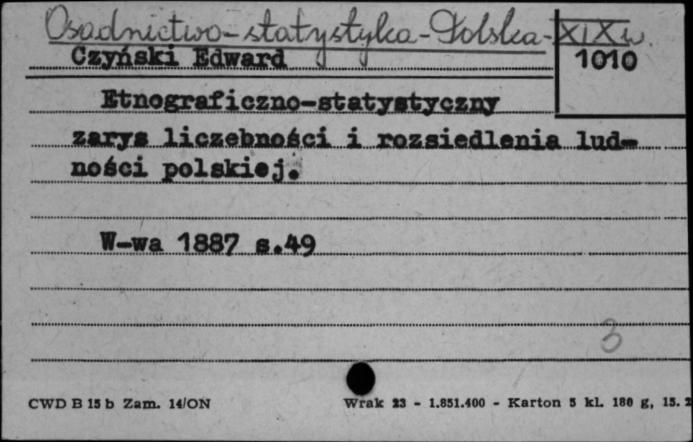 Osadnictwo-statystyka-Polska-XIXw.
Czyński Edward
1010
Etnograficzno-statystyczny
zarys liczebności i rozsiedlenia lud-
ności polskiej.
W-wa 1887 s.49
3
CWD B 15 b Zam. 14/ON
Wrak 23 - 1.851.400 - Karton 5 kl. 180 g, 15.2